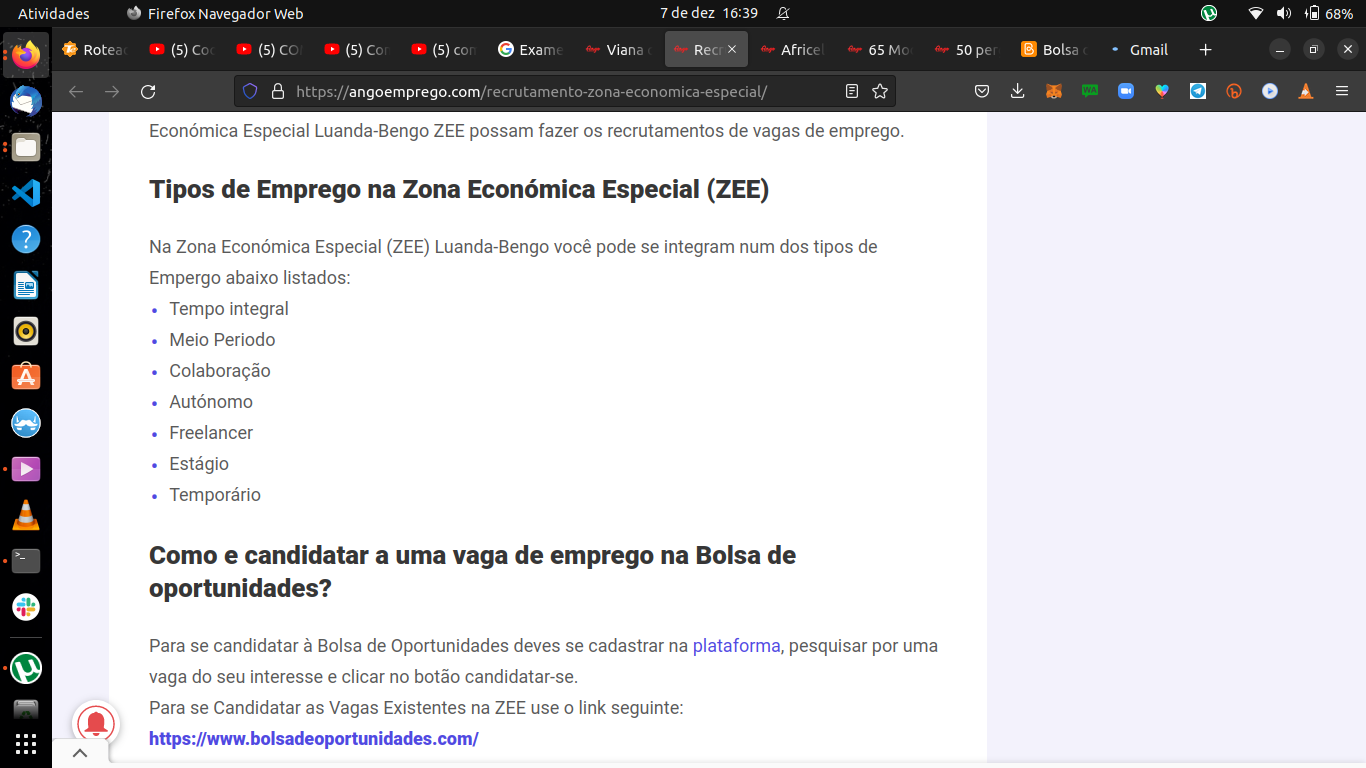 Atividades
Firefox Navegador Web
7 de dez 16:39
68%
Rotea
(5) Co
(5) CO
(5) Co
(5) con
Exame
Viana
Recr
Africel
65 Mo
50 per
Bolsa
Gmail
https://angoemprego.com/recrutamento-zona-economica-especial/
Económica Especial Luanda-Bengo ZEE possam fazer os recrutamentos de vagas de emprego.
Tipos de Emprego na Zona Económica Especial (ZEE)
Na Zona Económica Especial (ZEE) Luanda-Bengo você pode se integram num dos tipos de
Empergo abaixo listados:
• Tempo integral
• Meio Periodo
• Colaboração
• Autónomo
• Freelancer
• Estágio
• Temporário
Como e candidatar a uma vaga de emprego na Bolsa de
oportunidades?
Para se candidatar à Bolsa de Oportunidades deves se cadastrar na plataforma, pesquisar por uma
vaga do seu interesse e clicar no botão candidatar-se.
Para se Candidatar as Vagas Existentes na ZEE use o link seguinte:
https://www.bolsadeoportunidades.com/